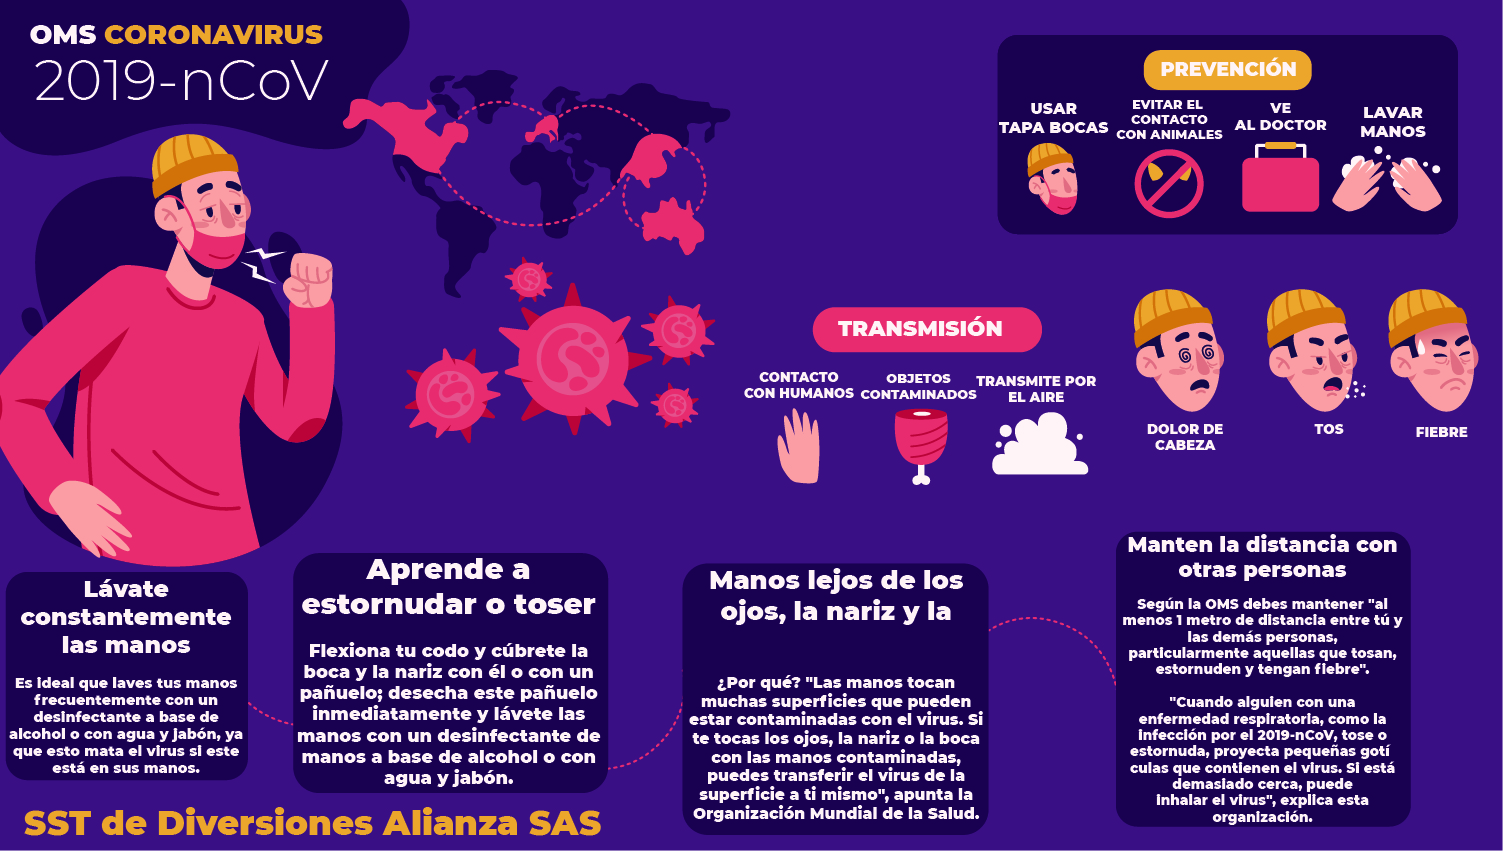 OMS CORONAVIRUS
2019-nCoV
PREVENCIÓN
USAR
TAPA BOCAS
EVITAR EL
CONTACTO
CON ANIMALES
VE
AL DOCTOR
LAVAR
MANOS
TRANSMISIÓN
CONTACTO
CON HUMANOS
OBJETOS
CONTAMINADOS
TRANSMITE POR
EL AIRE
DOLOR DE
CABEZA
TOS
FIEBRE
Lávate
constantemente
las manos
Es ideal que laves tus manos
frecuentemente con un
desinfectante a base de
alcohol o con agua y jabón, ya
que esto mata el virus si este
está en sus manos.
Aprende a
estornudar o toser
Flexiona tu codo y cúbrete la
boca y la nariz con él o con un
pañuelo; desecha este pañuelo
inmediatamente y lávete las
manos con un desinfectante de
manos a base de alcohol o con
agua y jabón.
Manos lejos de los
ojos, la nariz y la
¿Por qué? "Las manos tocan
muchas superficies que pueden
estar contaminadas con el virus. Si
te tocas los ojos, la nariz o la boca
con las manos contaminadas,
puedes transferir el virus de la
superficie a ti mismo", apunta la
Organización Mundial de la Salud.
Manten la distancia con
otras personas
Según la OMS debes mantener "al
menos 1 metro de distancia entre tú y
las demás personas,
particularmente aquellas que tosan,
estornuden y tengan fiebre".
"Cuando alguien con una
enfermedad respiratoria, como la
infección por el 2019-nCoV, tose o
estornuda, proyecta pequeñas gotí
culas que contienen el virus. Si está
demasiado cerca, puede
inhalar el virus", explica esta
organización.
SST de Diversiones Alianza SAS